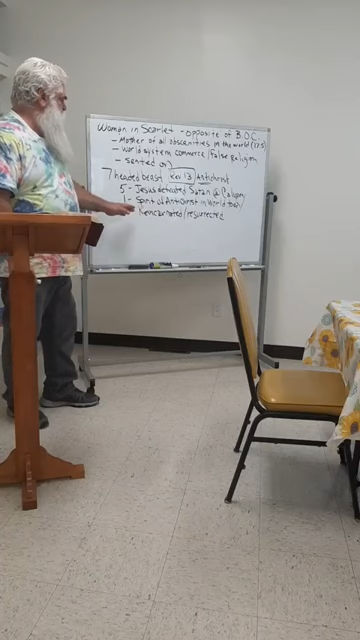 Woman in Scarlet - opposite of B.O.C.
- Mother of all obscenities in the world (17:5)
- world system, commerce/False Religion
- seated on
7 headed beast Rev 13 Antichrist
5 - Jesus defeated Satan @ Calvary
1 - Spirit of Antichrist in world today
Reincarnated/resurrected